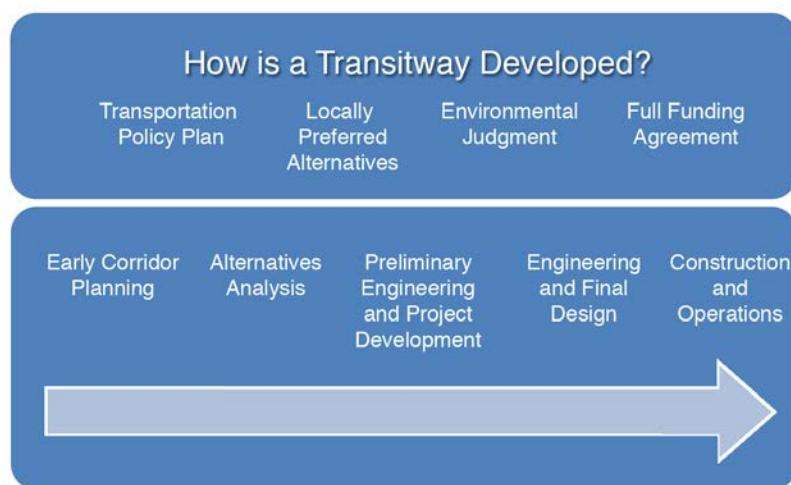 How is a Transitway Developed?
Transportation
Policy Plan
Locally
Preferred
Alternatives
Environmental
Judgment
Full Funding
Agreement
Early Corridor
Planning
Alternatives
Analysis
Preliminary
Engineering
and Project
Development
Engineering
and Final
Design
Construction
and
Operations